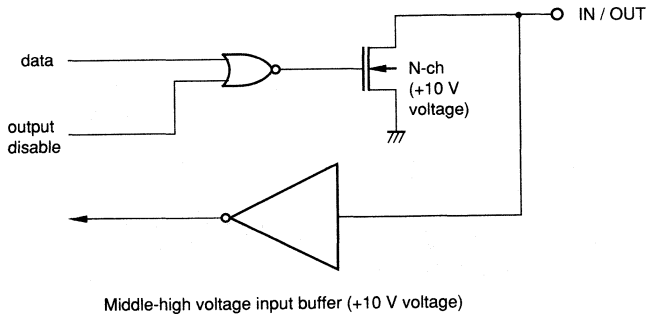 IN / OUT
data
N-ch
(+10 V
voltage)
output
disable
Middle-high voltage input buffer (+10 V voltage)